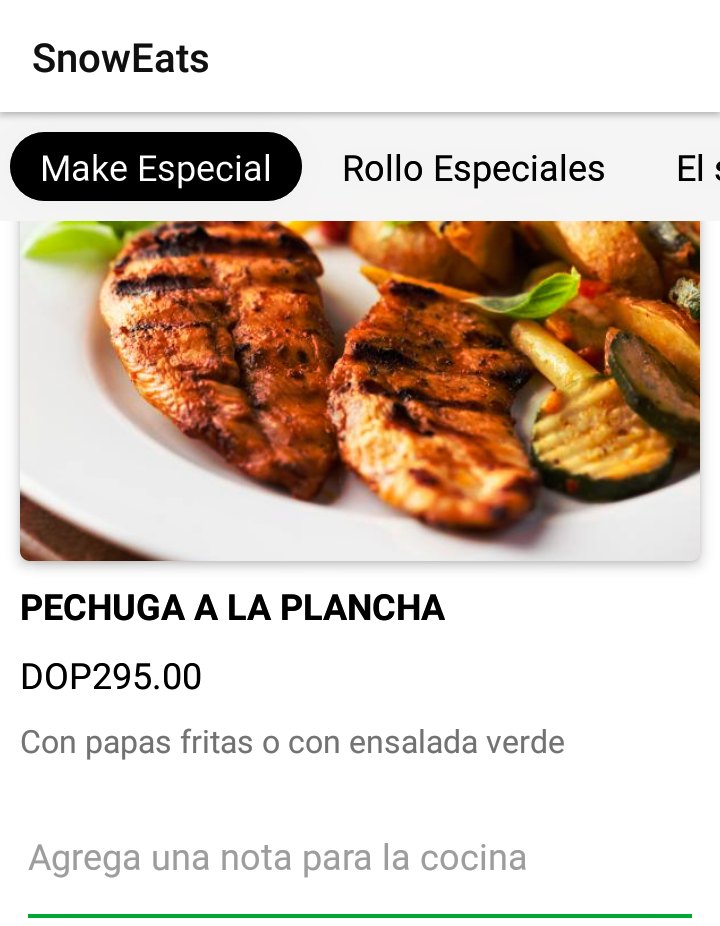 SnowEats
Make Especial Rollo Especiales El s
PECHUGA A LA PLANCHA
DOP295.00
Con papas fritas o con ensalada verde
Agrega una nota para la cocina